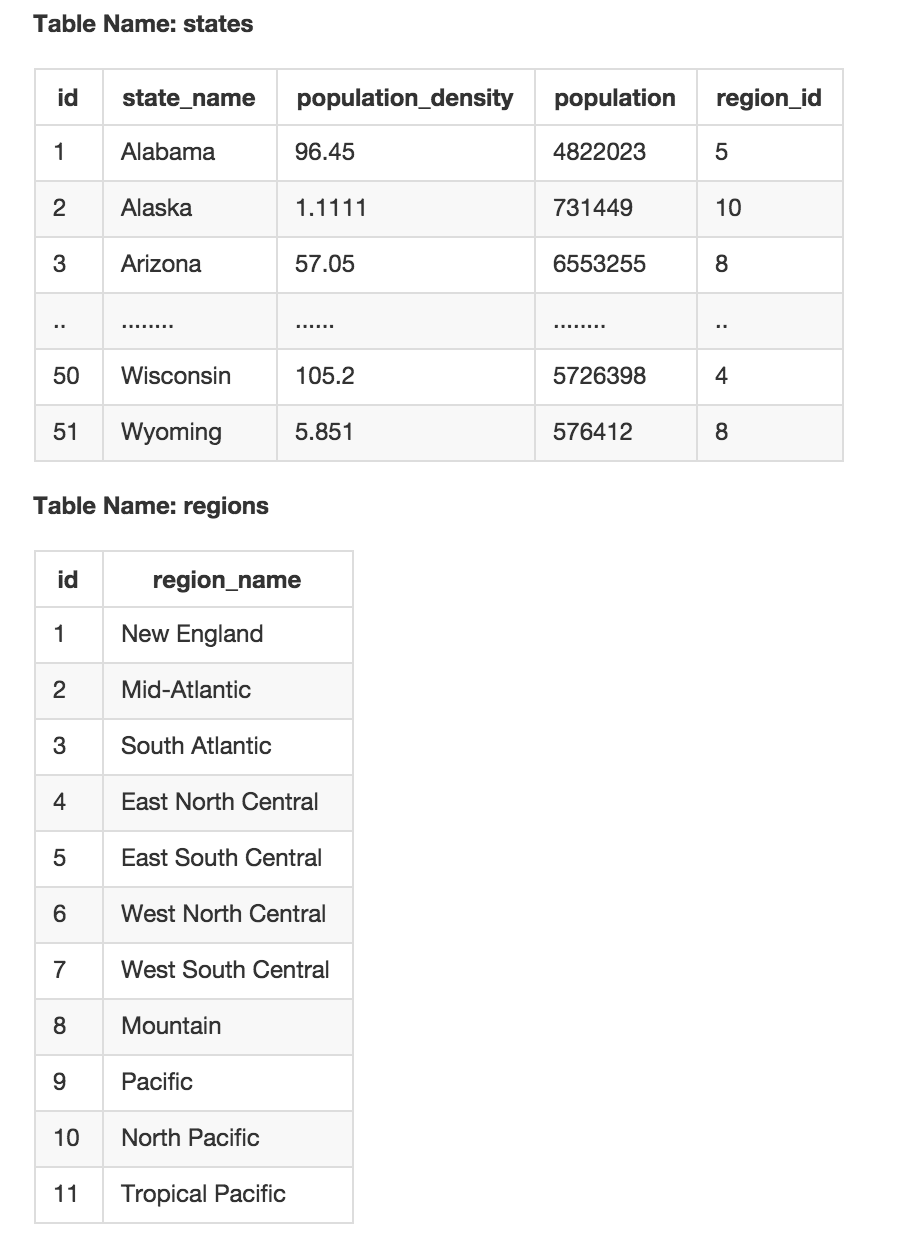 Table Name: states
id state_name population_density population region_id
1 Alabama 96.45 4822023 5
2 Alaska 1.1111 731449 10
3 Arizona 57.05 6553255 8
.. ........ ...... ........ ..
50 Wisconsin 105.2 5726398 4
51 Wyoming 5.851 576412 8
Table Name: regions
id region_name
1 New England
2 Mid-Atlantic
3 South Atlantic
4 East North Central
5 East South Central
6 West North Central
7 West South Central
8 Mountain
9 Pacific
10 North Pacific
11 Tropical Pacific